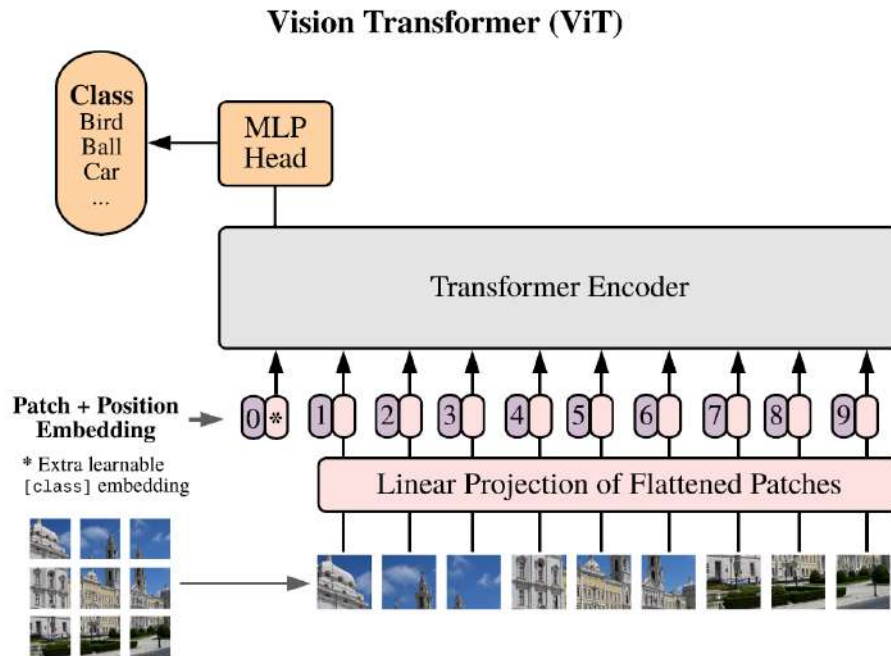 Vision Transformer (ViT)
Class
Bird
Ball
Car
...
MLP
Head
Transformer Encoder
Patch + Position
Embedding
0 * 1 2 3 4 5 6 7 8 9
* Extra learnable
[class] embedding
Linear Projection of Flattened Patches